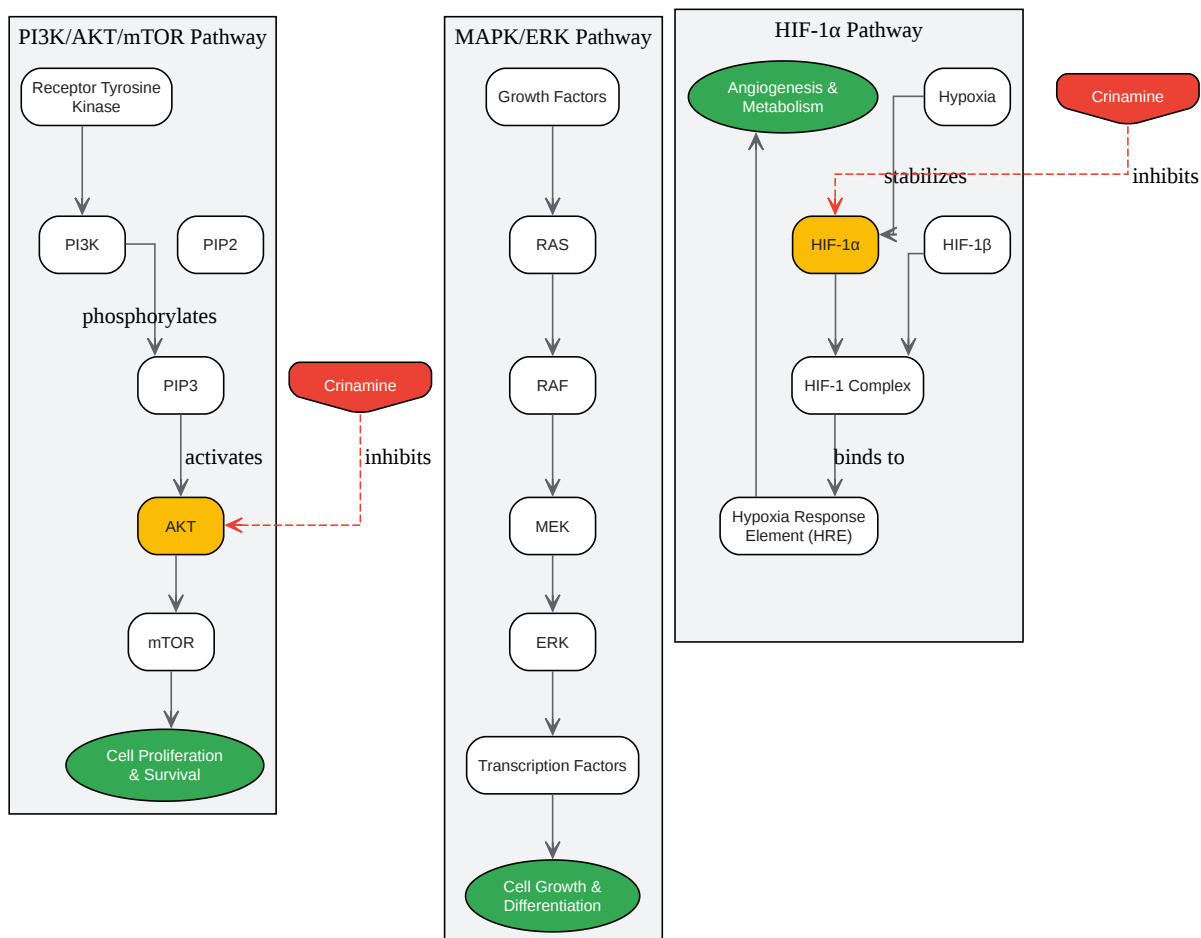 PI3K/AKT/mTOR Pathway
Receptor Tyrosine
Kinase
PI3K
PIP2
phosphorylates
PIP3
activates
AKT
mTOR
Cell Proliferation
& Survival
Crinamine
inhibits
MAPK/ERK Pathway
Growth Factors
RAS
RAF
MEK
ERK
Transcription Factors
Cell Growth &
Differentiation
HIF-1α Pathway
Angiogenesis &
Metabolism
Hypoxia
stabilizes
HIF-1α
HIF-1β
HIF-1 Complex
binds to
Hypoxia Response
Element (HRE)
Crinamine
inhibits